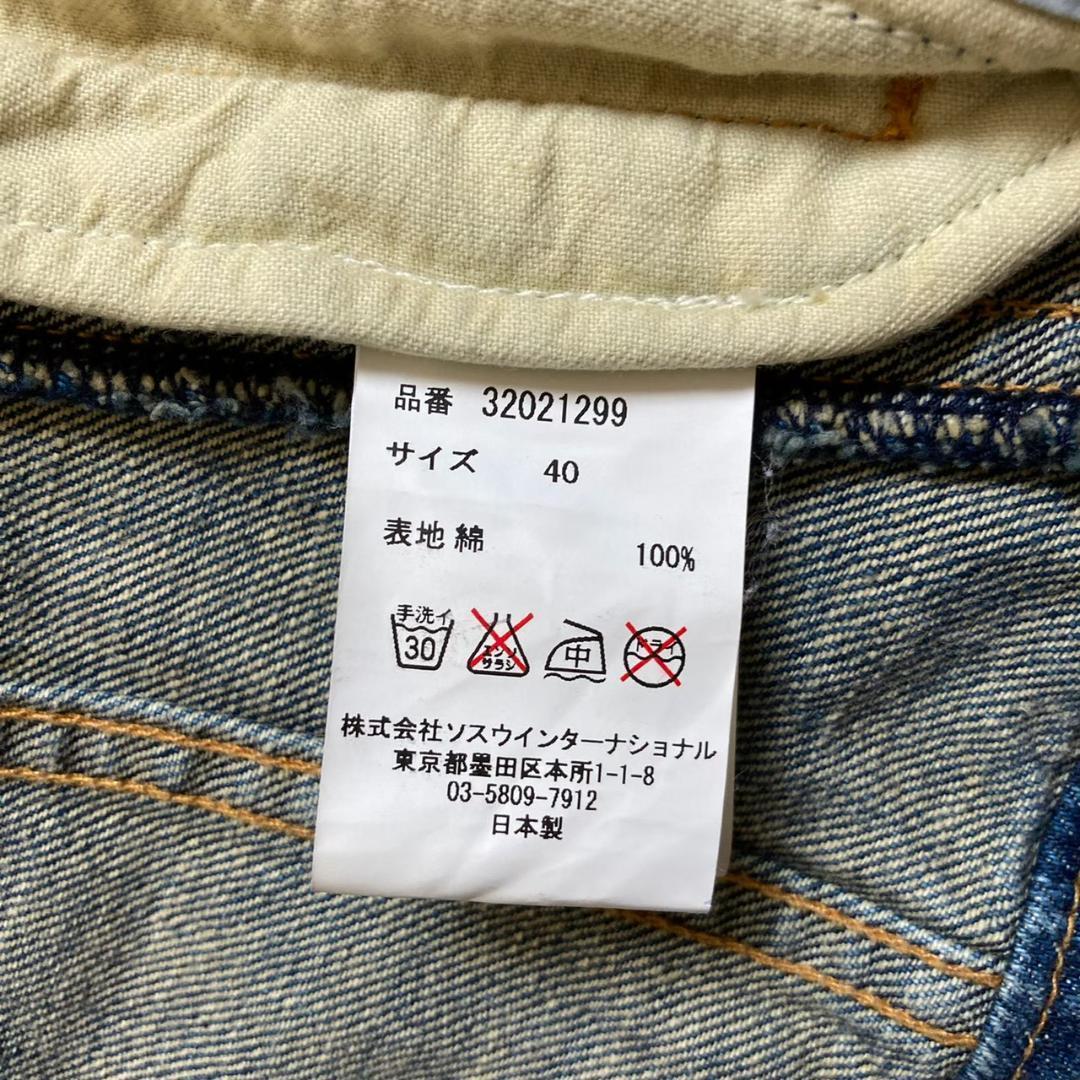 品番 32021299
サイズ 40
表地 綿 100%
手洗イ
30
エンソ
サラシ
中
ドライ
株式会社ソスウインターナショナル
東京都墨田区本所1-1-8
03-5809-7912
日本製